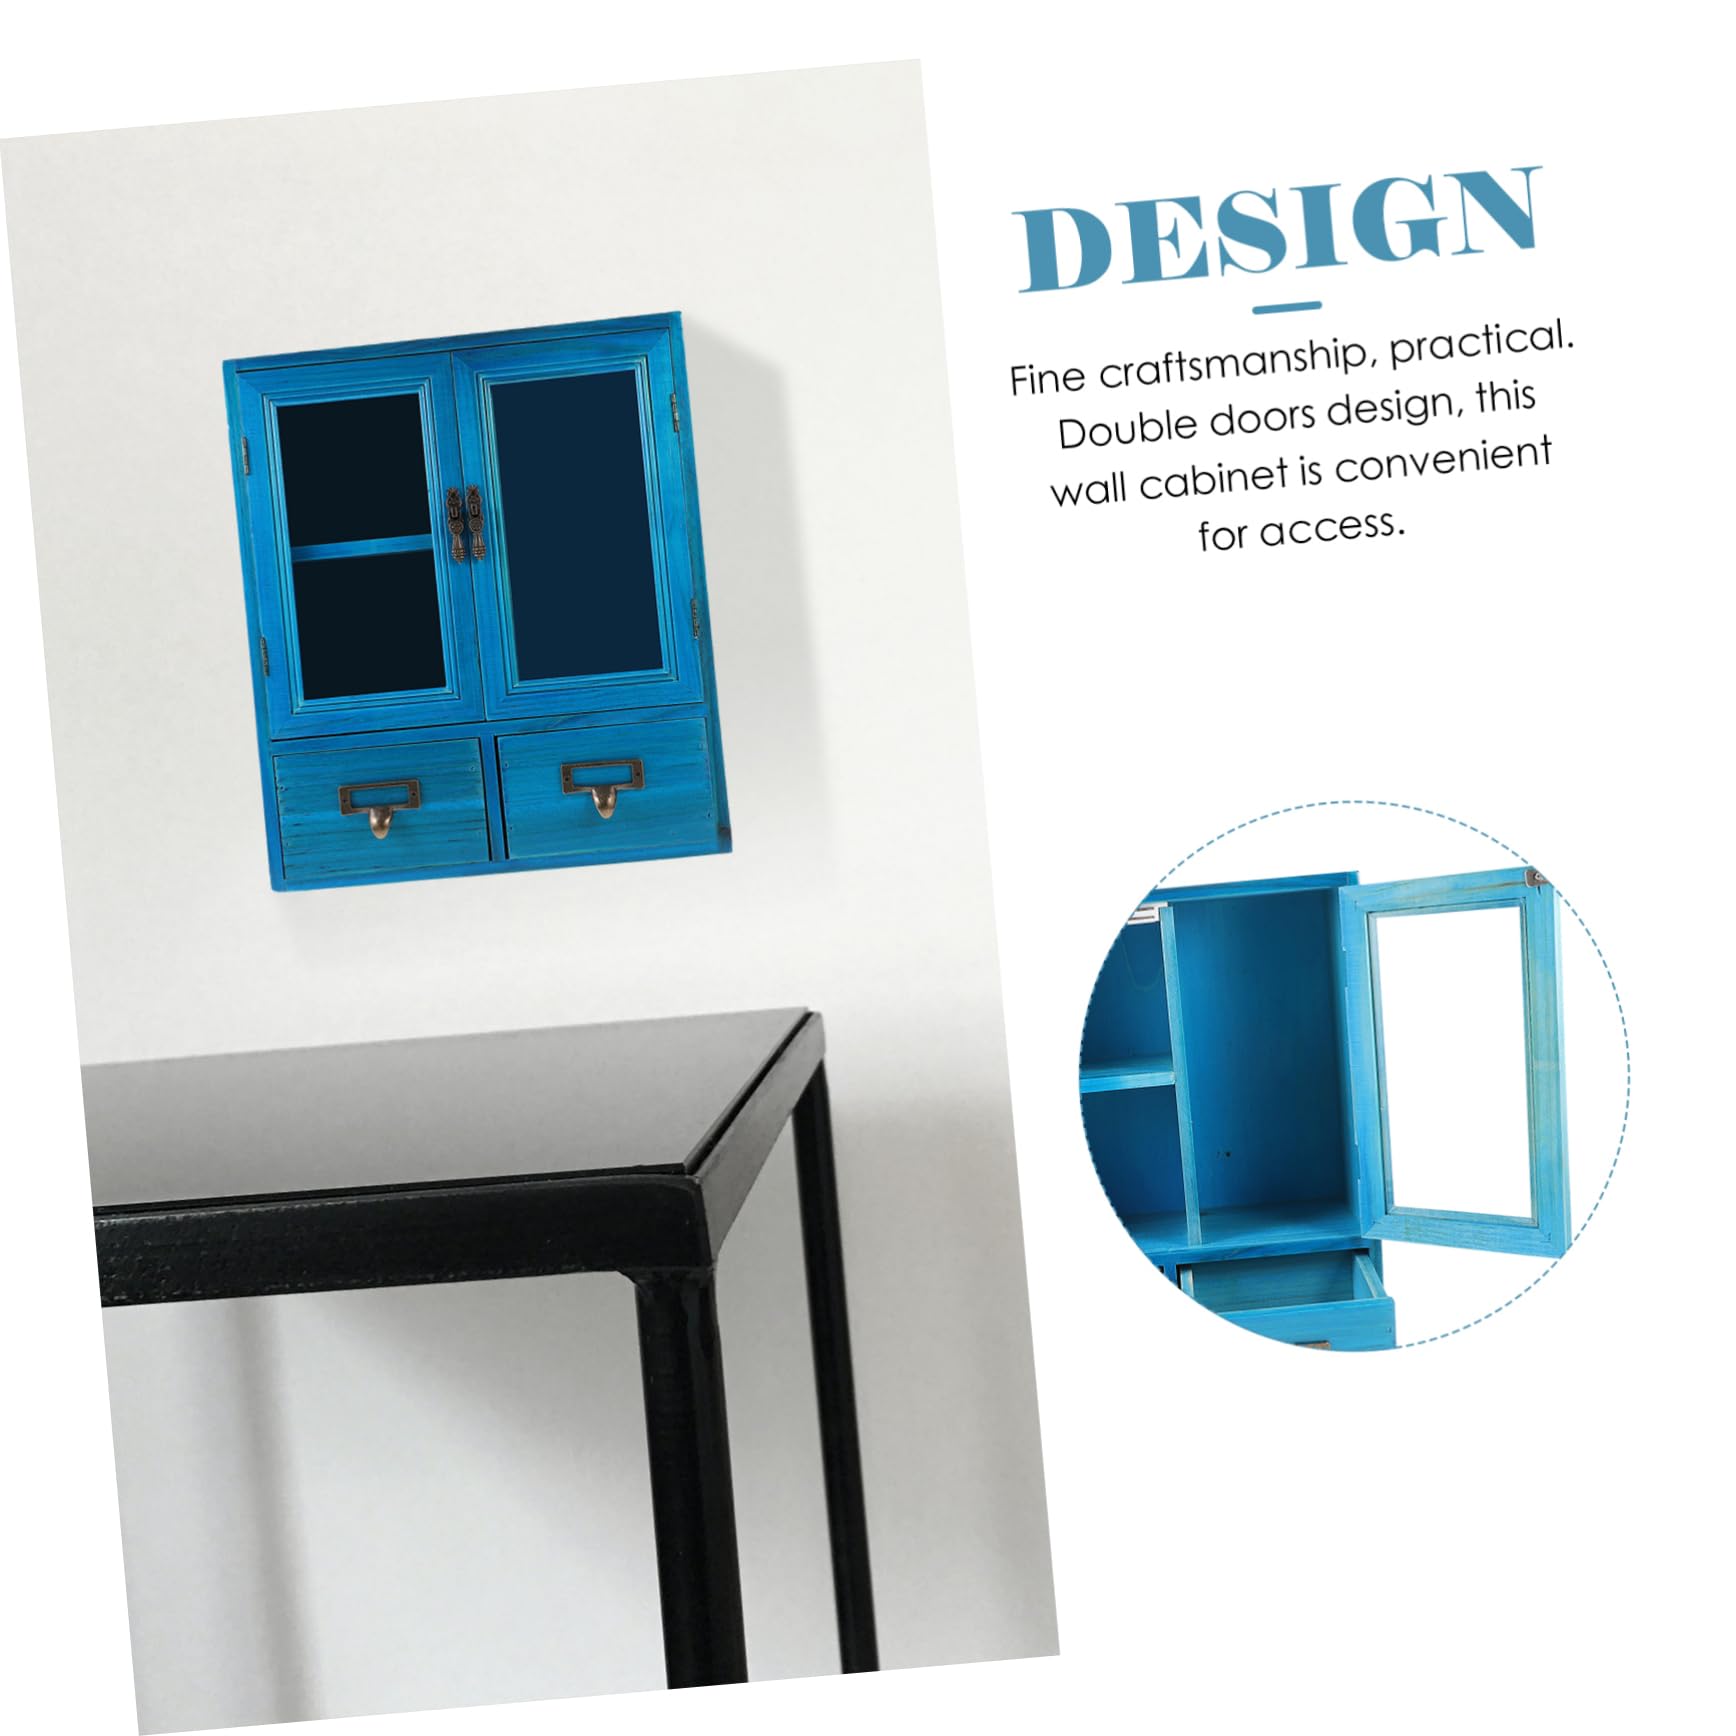 DESIGN
Fine craftsmanship, practical.
Double doors design, this
wall cabinet is convenient
for access.